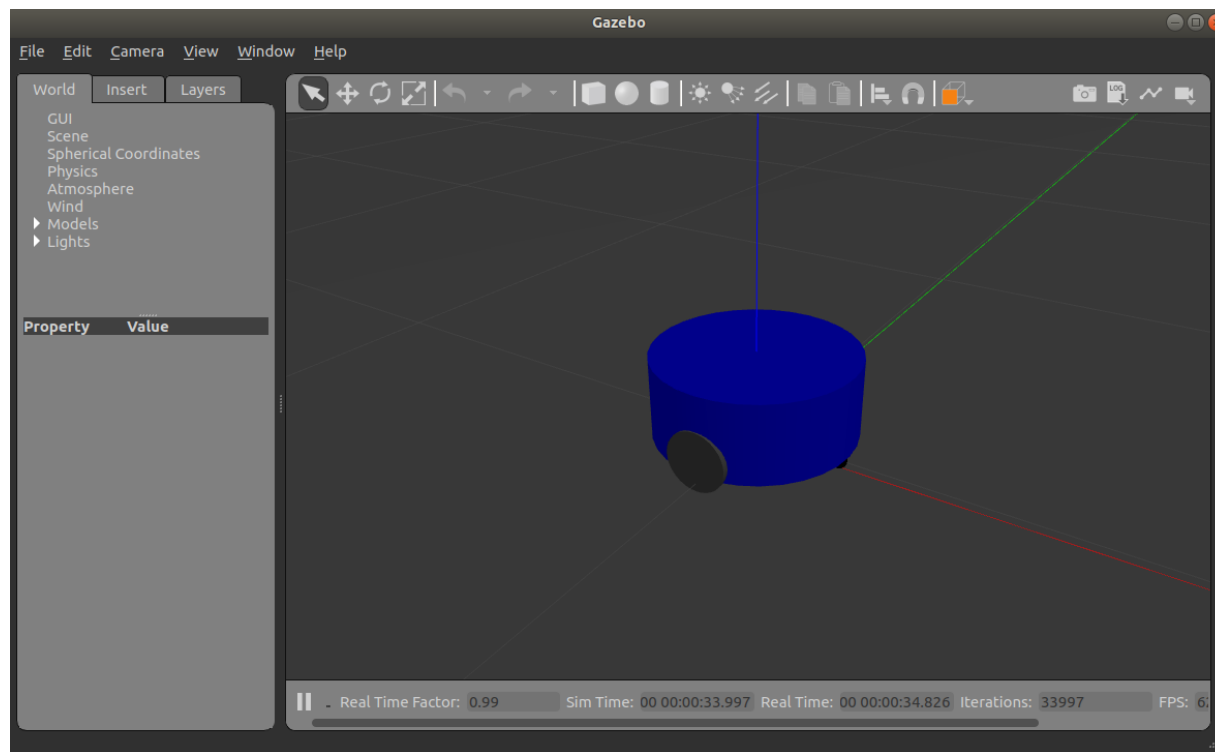 Gazebo
File Edit Camera View Window Help
World Insert Layers
GUI
Scene
Spherical Coordinates
Physics
Atmosphere
Wind
Models
Lights
Property Value
LOG
Real Time Factor: 0.99 Sim Time: 00 00:00:33.997 Real Time: 00 00:00:34.826 Iterations: 33997 FPS: